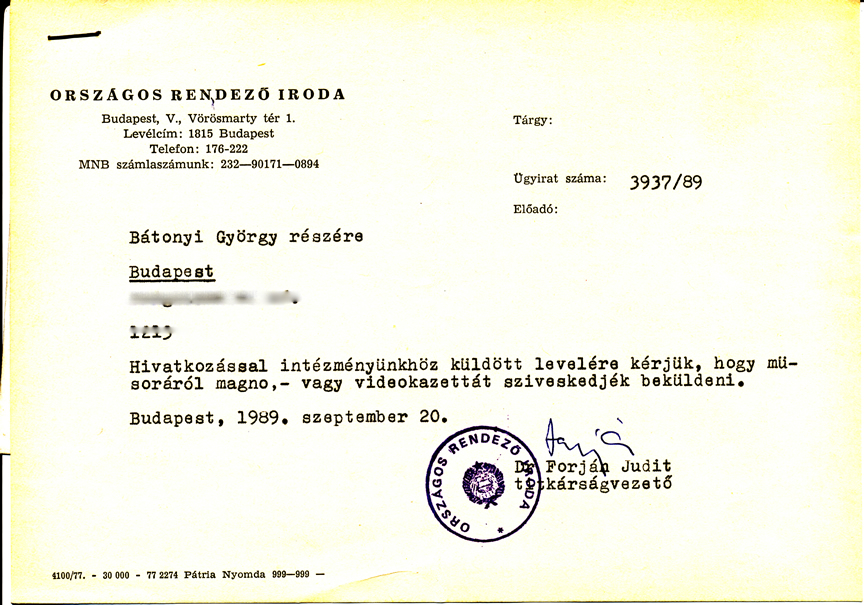 ORSZÁGOS RENDEZŐ IRODA
Budapest, V., Vörösmarty tér 1.
Levélcím: 1815 Budapest
Telefon: 176-222
MNB számlaszámunk: 232—90171—0894
Tárgy:
Ügyirat száma: 3937/89
Előadó:
Bátonyi György részére
Budapest
Hivatkozással intézményünkhöz küldött levelére kérjük, hogy mü-
soráról magno,- vagy videokazettát sziveskedjék beküldeni.
Budapest, 1989. szeptember 20.
ORSZÁGOS RENDEZŐ IRODA *
Dr Forján Judit
titkárságvezető
4100/77. - 30 000 - 77 2274 Pátria Nyomda 999—999 —